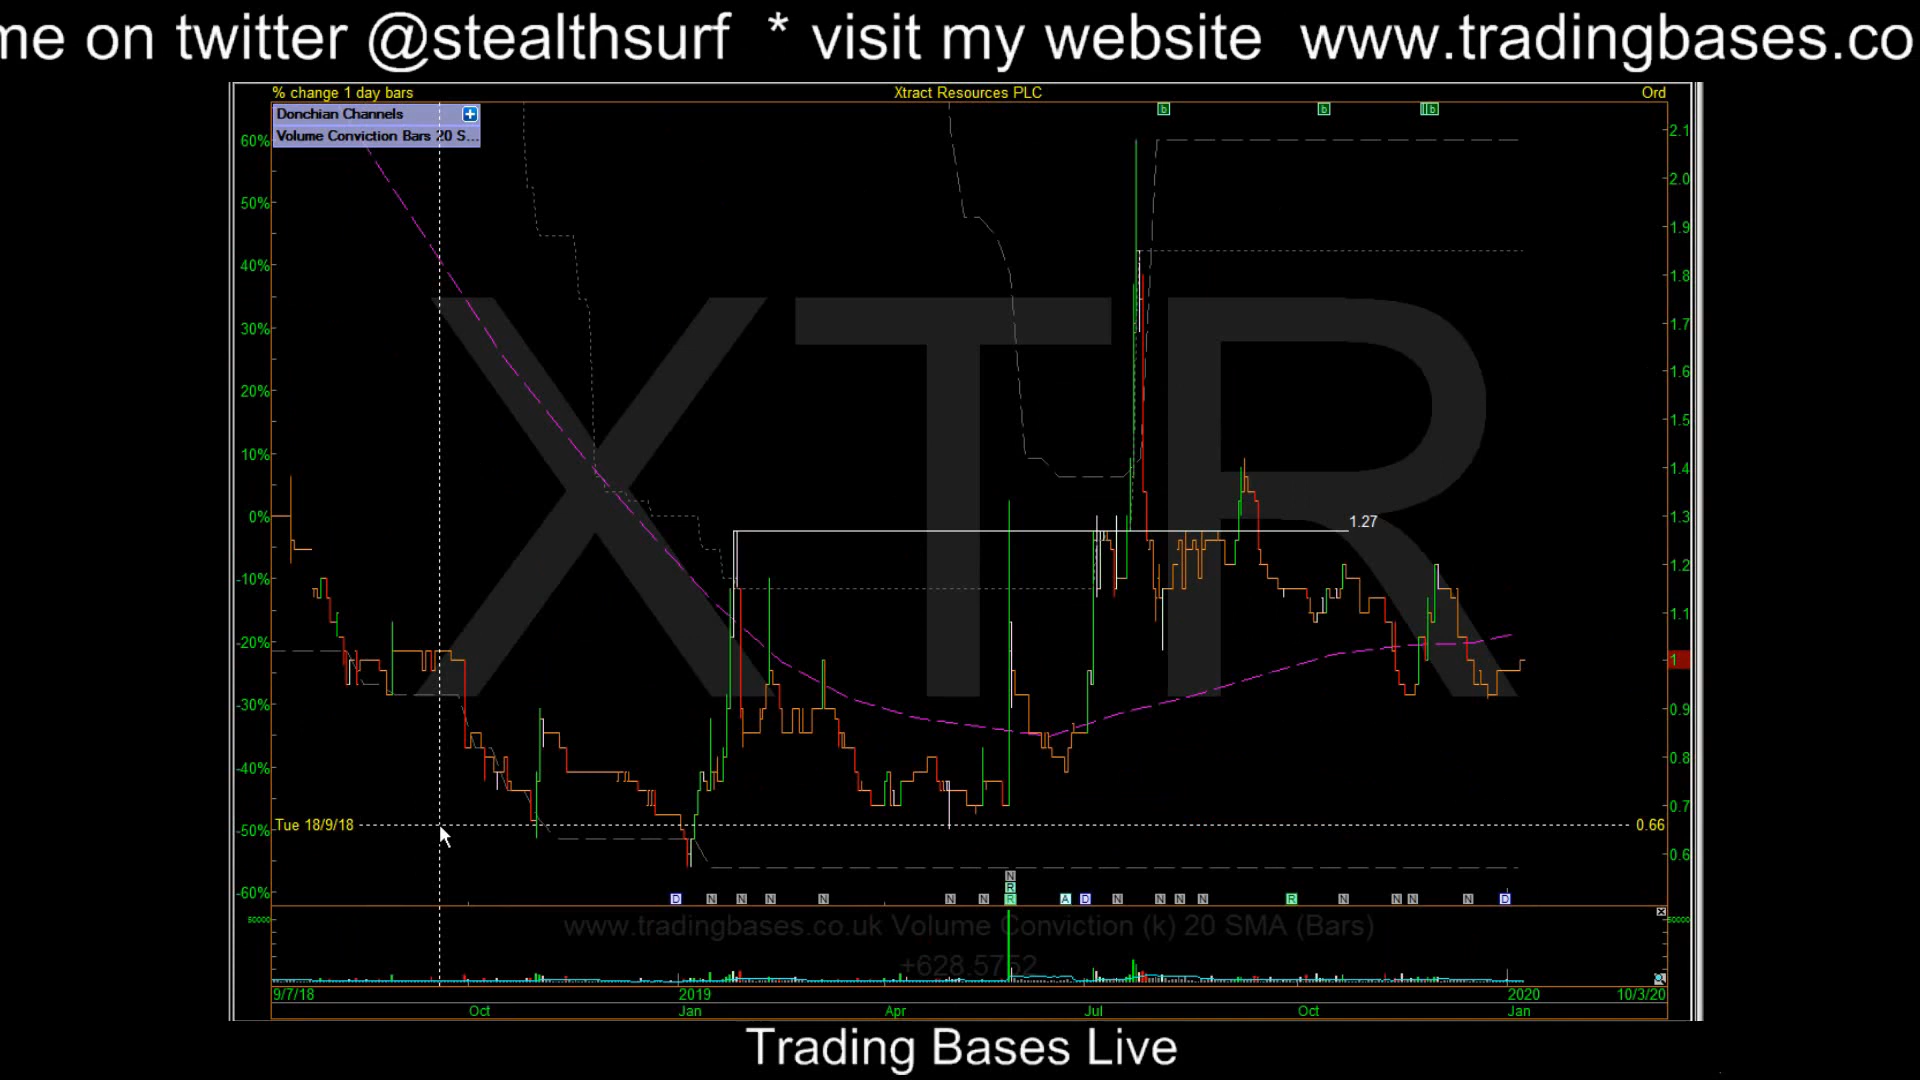 me on twitter @stealthsurf * visit my website www.tradingbases.co
% change 1 day bars
Xtract Resources PLC
Ord
Donchian Channels
Volume Conviction Bars 20 S...
b
b
b
60%
50%
40%
30%
20%
10%
0%
-10%
-20%
-30%
-40%
-50%
-60%
2.1
2.0
1.9
1.8
1.7
1.6
1.5
1.4
1.3
1.2
1.1
1
0.9
0.8
0.7
0.6
XTR
1.27
Tue 18/9/18
0.66
N
R
D N N N N N N R A D N N N N R N N N N D
50000
50000
www.tradingbases.co.uk Volume Conviction (k) 20 SMA (Bars)
+628.5752
9/7/18 2019 2020 10/3/20
Oct Jan Apr Jul Oct Jan
Trading Bases Live